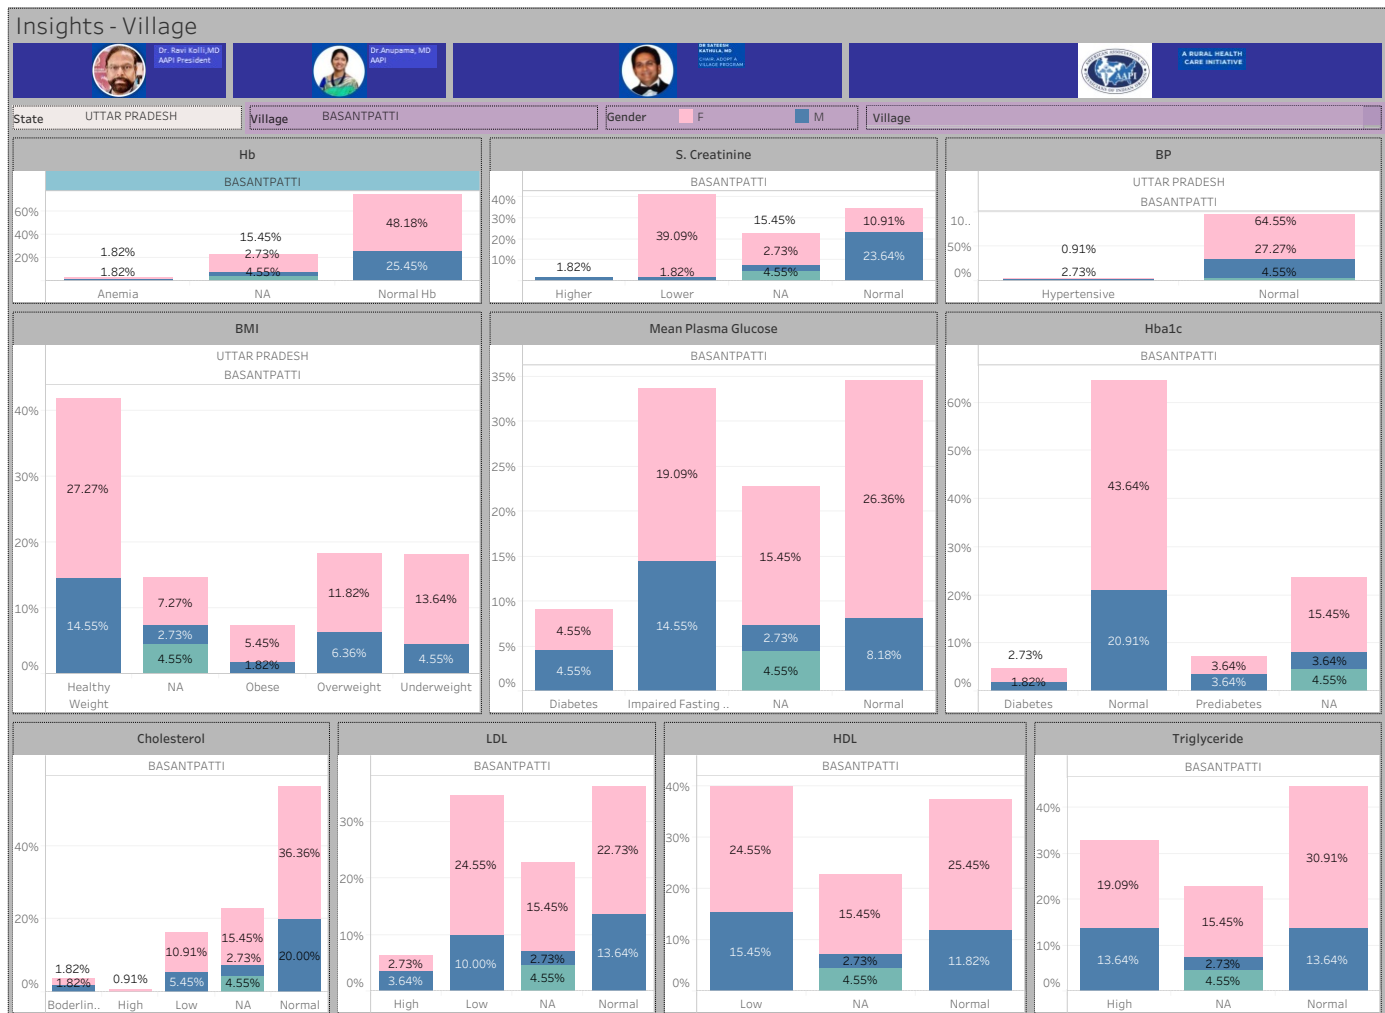 Insights - Village
Dr. Ravi Kolli,MD
AAPI President
Dr.Anupama, MD
AAPI
DR SATEESH
KATHULA, MD
CHAIR, ADOPT A
VILLAGE PROGRAM
AAPI
A RURAL HEALTH
CARE INITIATIVE
State UTTAR PRADESH
Village BASANTPATTI
Gender F M
Village
Hb
BASANTPATTI
60%
40%
20%
1.82%
1.82%
15.45%
2.73%
4.55%
48.18%
25.45%
Anemia NA Normal Hb
S. Creatinine
BASANTPATTI
40%
30%
20%
10%
1.82%
39.09%
1.82%
15.45%
2.73%
4.55%
10.91%
23.64%
Higher Lower NA Normal
BP
UTTAR PRADESH
BASANTPATTI
10..
50%
0%
0.91%
2.73%
64.55%
27.27%
4.55%
Hypertensive Normal
BMI
UTTAR PRADESH
BASANTPATTI
40%
30%
20%
10%
0%
27.27%
14.55%
7.27%
2.73%
4.55%
5.45%
1.82%
11.82%
6.36%
13.64%
4.55%
Healthy NA Obese Overweight Underweight
Weight
Mean Plasma Glucose
BASANTPATTI
35%
30%
25%
20%
15%
10%
5%
0%
4.55%
4.55%
19.09%
14.55%
15.45%
2.73%
4.55%
26.36%
8.18%
Diabetes Impaired Fasting .. NA Normal
Hba1c
BASANTPATTI
60%
50%
40%
30%
20%
10%
0%
2.73%
1.82%
43.64%
20.91%
3.64%
3.64%
15.45%
3.64%
4.55%
Diabetes Normal Prediabetes NA
Cholesterol
BASANTPATTI
40%
20%
0%
1.82%
1.82%
0.91%
10.91%
5.45%
15.45%
2.73%
4.55%
36.36%
20.00%
Boderlin.. High Low NA Normal
LDL
BASANTPATTI
30%
20%
10%
0%
2.73%
3.64%
24.55%
10.00%
15.45%
2.73%
4.55%
22.73%
13.64%
High Low NA Normal
HDL
BASANTPATTI
40%
30%
20%
10%
0%
24.55%
15.45%
15.45%
2.73%
4.55%
25.45%
11.82%
Low NA Normal
Triglyceride
BASANTPATTI
40%
30%
20%
10%
0%
19.09%
13.64%
15.45%
2.73%
4.55%
30.91%
13.64%
High NA Normal